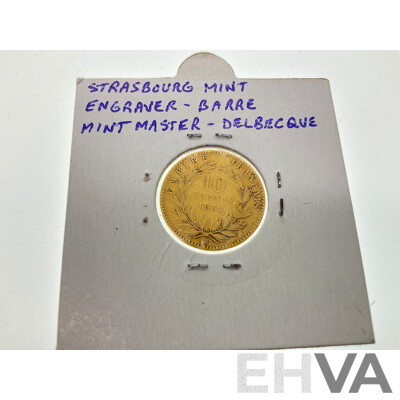 STRASBOURG MINT
ENGRAVER - BARRE
MINT MASTER - DELBECQUE
EHVA